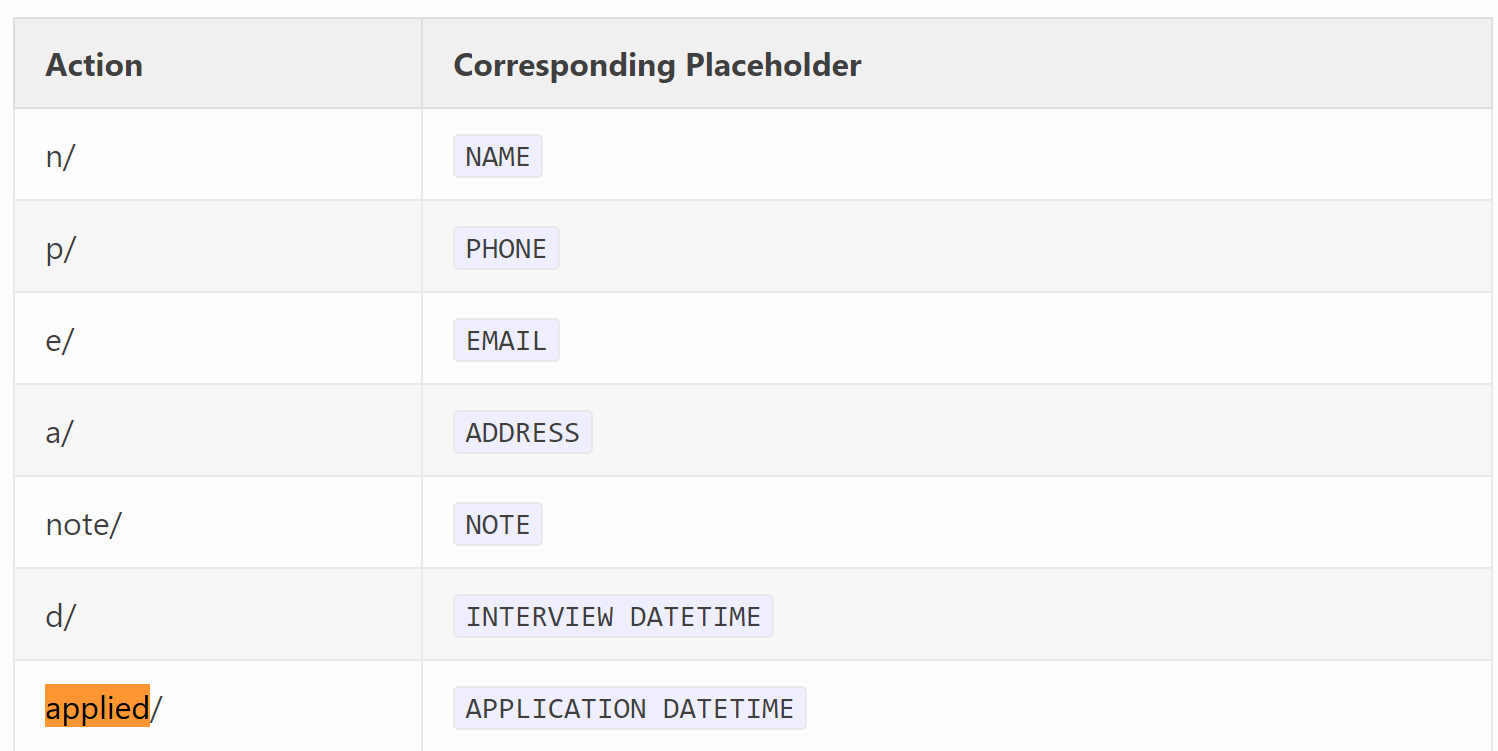 Action Corresponding Placeholder
n/ NAME
p/ PHONE
e/ EMAIL
a/ ADDRESS
note/ NOTE
d/ INTERVIEW DATETIME
applied/ APPLICATION DATETIME